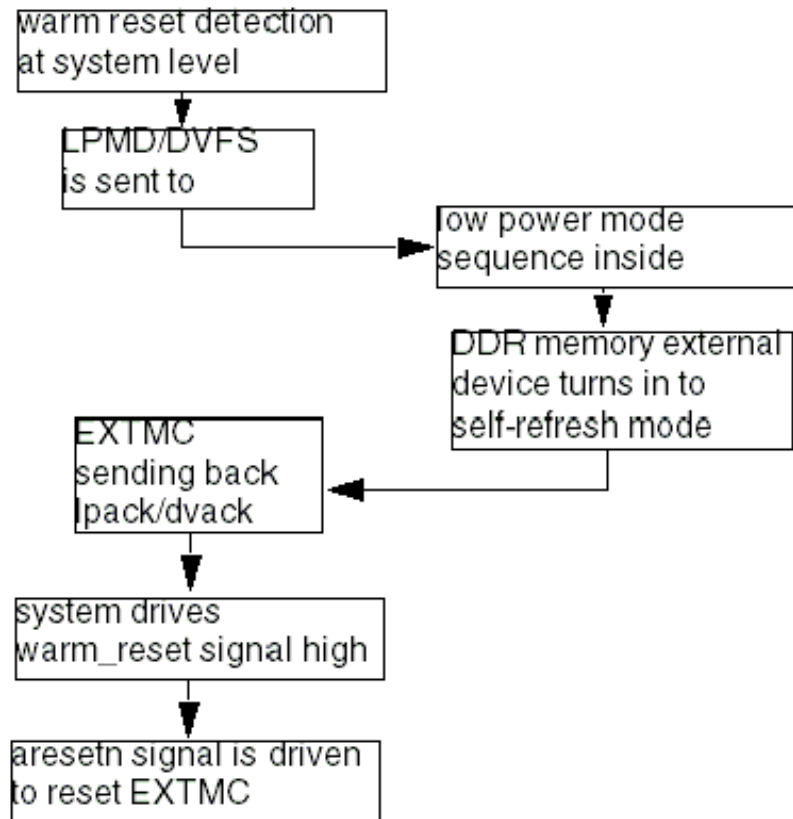 warm reset detection
at system level
LPMD/DVFS
is sent to
low power mode
sequence inside
DDR memory external
device turns in to
self-refresh mode
EXTMC
sending back
lpack/dvack
system drives
warm_reset signal high
aresetn signal is driven
to reset EXTMC